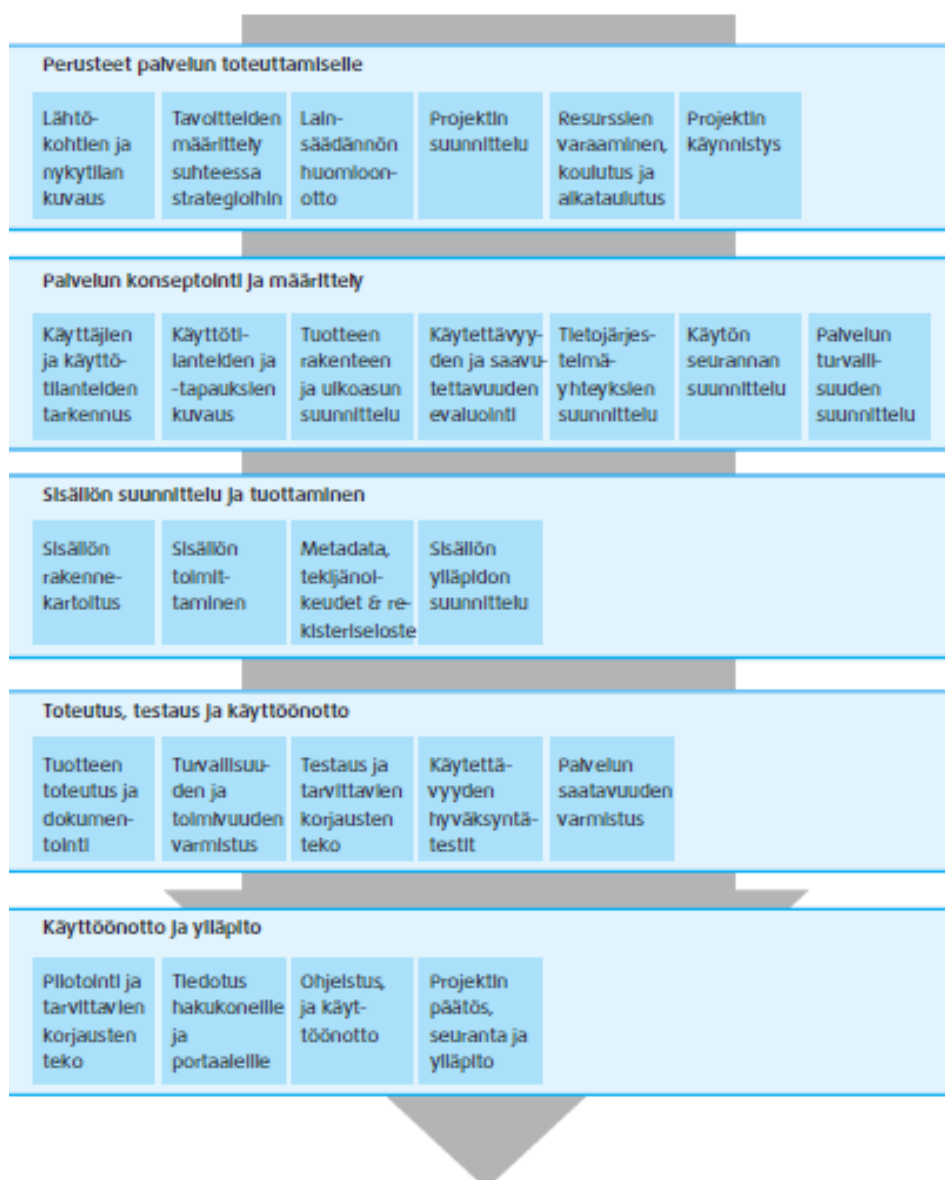 Perusteet palvelun toteuttamiselle
Lähtö-
kohtien ja
nykytilan
kuvaus
Tavoitteiden
määrittely
suhteessa
strategioihin
Lain-
säädännön
huomioon-
otto
Projektin
suunnittelu
Resurssien
varaaminen,
koulutus ja
aikataulutus
Projektin
käynnistys
Palvelun konseptointi ja määrittely
Käyttäjien
ja käyttö-
tilanteiden
tarkennus
Käyttöti-
lanteiden ja
-tapauksien
kuvaus
Tuotteen
rakenteen
ja ulkoasun
suunnittelu
Käytettävyy-
den ja saavu-
tettavuuden
evaluointi
Tietojärjes-
telmä-
yhteyksien
suunnittelu
Käytön
seurannan
suunnittelu
Palvelun
turvalli-
suuden
suunnittelu
Sisällön suunnittelu ja tuottaminen
Sisällön
rakenne-
kartoitus
Sisällön
toimit-
taminen
Metadata,
tekijänoi-
keudet & re-
kisteriseloste
Sisällön
ylläpidon
suunnittelu
Toteutus, testaus ja käyttöönotto
Tuotteen
toteutus ja
dokumen-
tointi
Turvallisuu-
den ja
toimivuuden
varmistus
Testaus ja
tarvittavien
korjausten
teko
Käytettä-
vyyden
hyväksyntä-
testit
Palvelun
saatavuuden
varmistus
Käyttöönotto ja ylläpito
Pilotointi ja
tarvittavien
korjausten
teko
Tiedotus
hakukoneille
ja
portaaleille
Ohjeistus,
ja käyt-
töönotto
Projektin
päätös,
seuranta ja
ylläpito